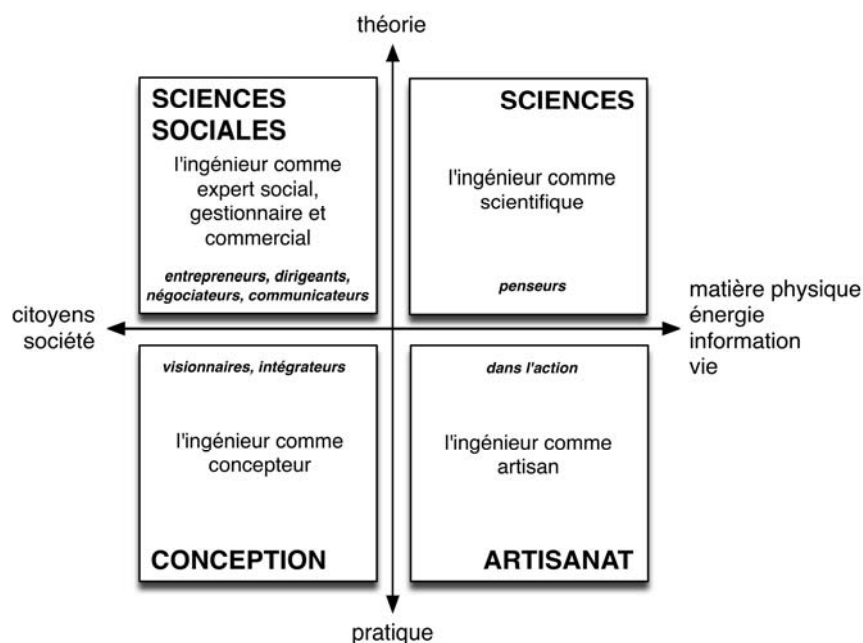 théorie
SCIENCES
SOCIALES
l'ingénieur comme
expert social,
gestionnaire et
commercial
entrepreneurs, dirigeants,
négociateurs, communicateurs
SCIENCES
l'ingénieur comme
scientifique
penseurs
citoyens
société
matière physique
énergie
information
vie
visionnaires, intégrateurs
l'ingénieur comme
concepteur
CONCEPTION
dans l'action
l'ingénieur comme
artisan
ARTISANAT
pratique